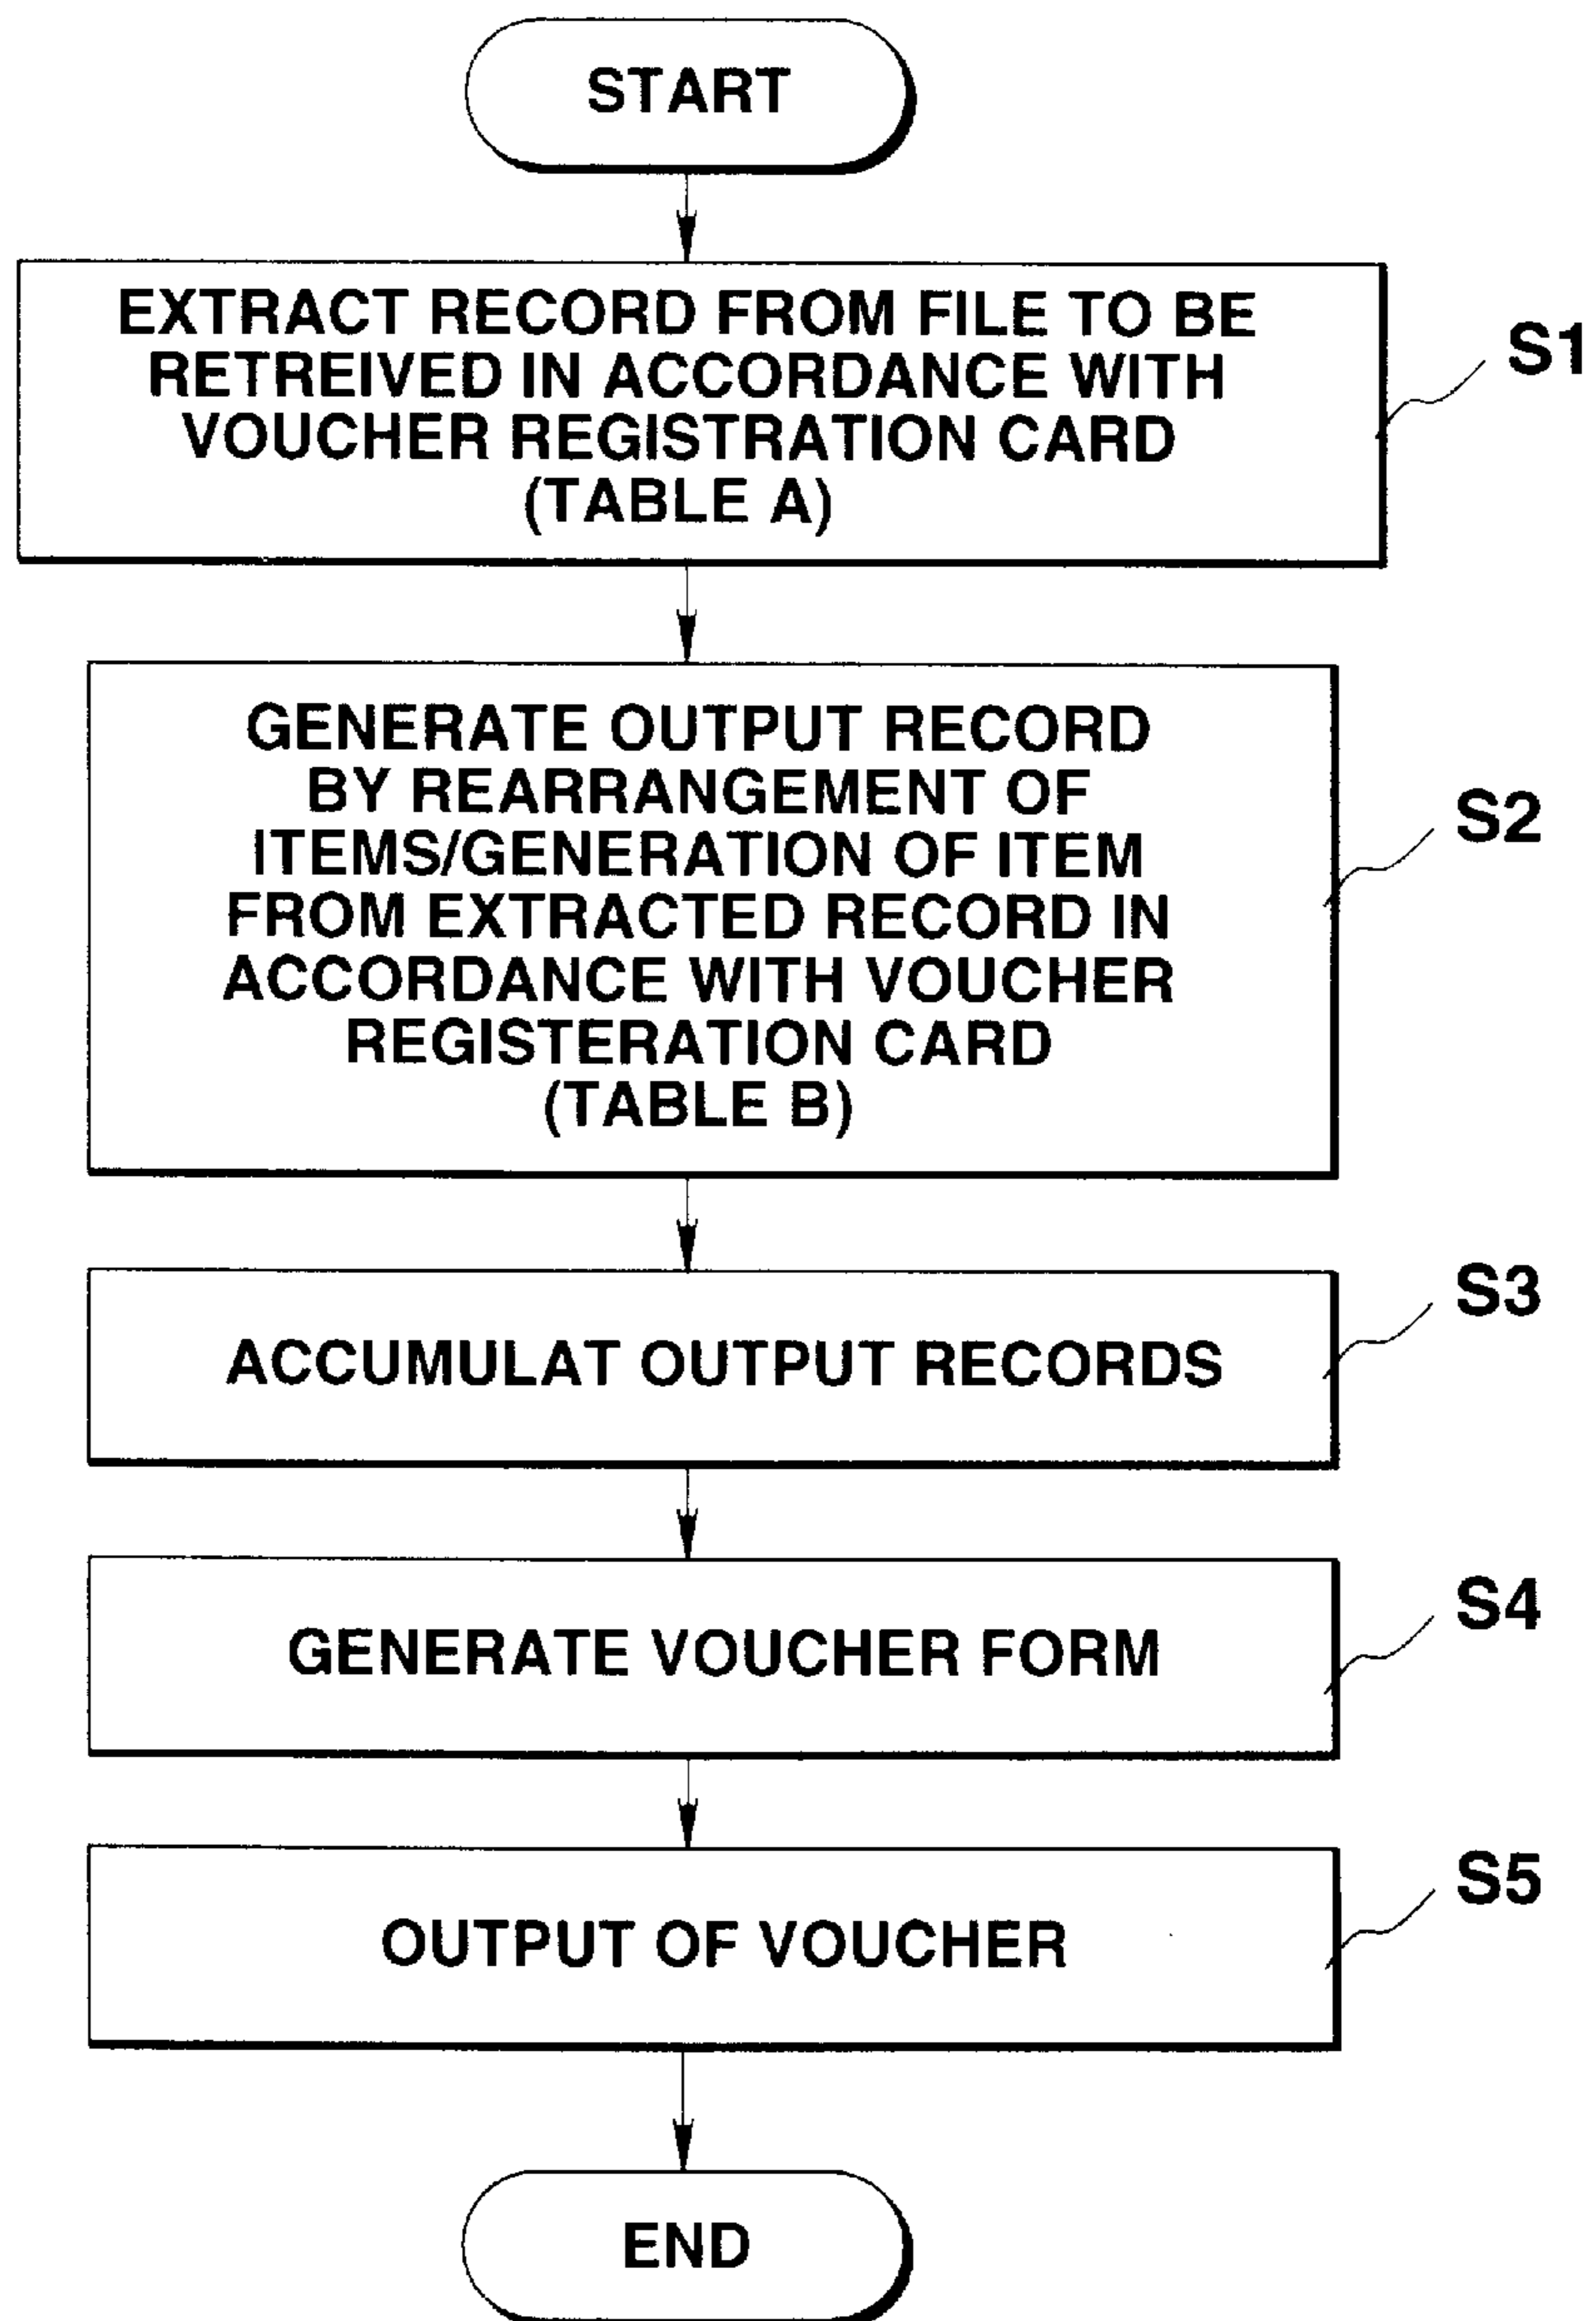 START
EXTRACT RECORD FROM FILE TO BE
RETREIVED IN ACCORDANCE WITH
VOUCHER REGISTRATION CARD
(TABLE A)
S1
GENERATE OUTPUT RECORD
BY REARRANGEMENT OF
ITEMS/GENERATION OF ITEM
FROM EXTRACTED RECORD IN
ACCORDANCE WITH VOUCHER
REGISTERATION CARD
(TABLE B)
S2
ACCUMULAT OUTPUT RECORDS
S3
GENERATE VOUCHER FORM
S4
OUTPUT OF VOUCHER
S5
END